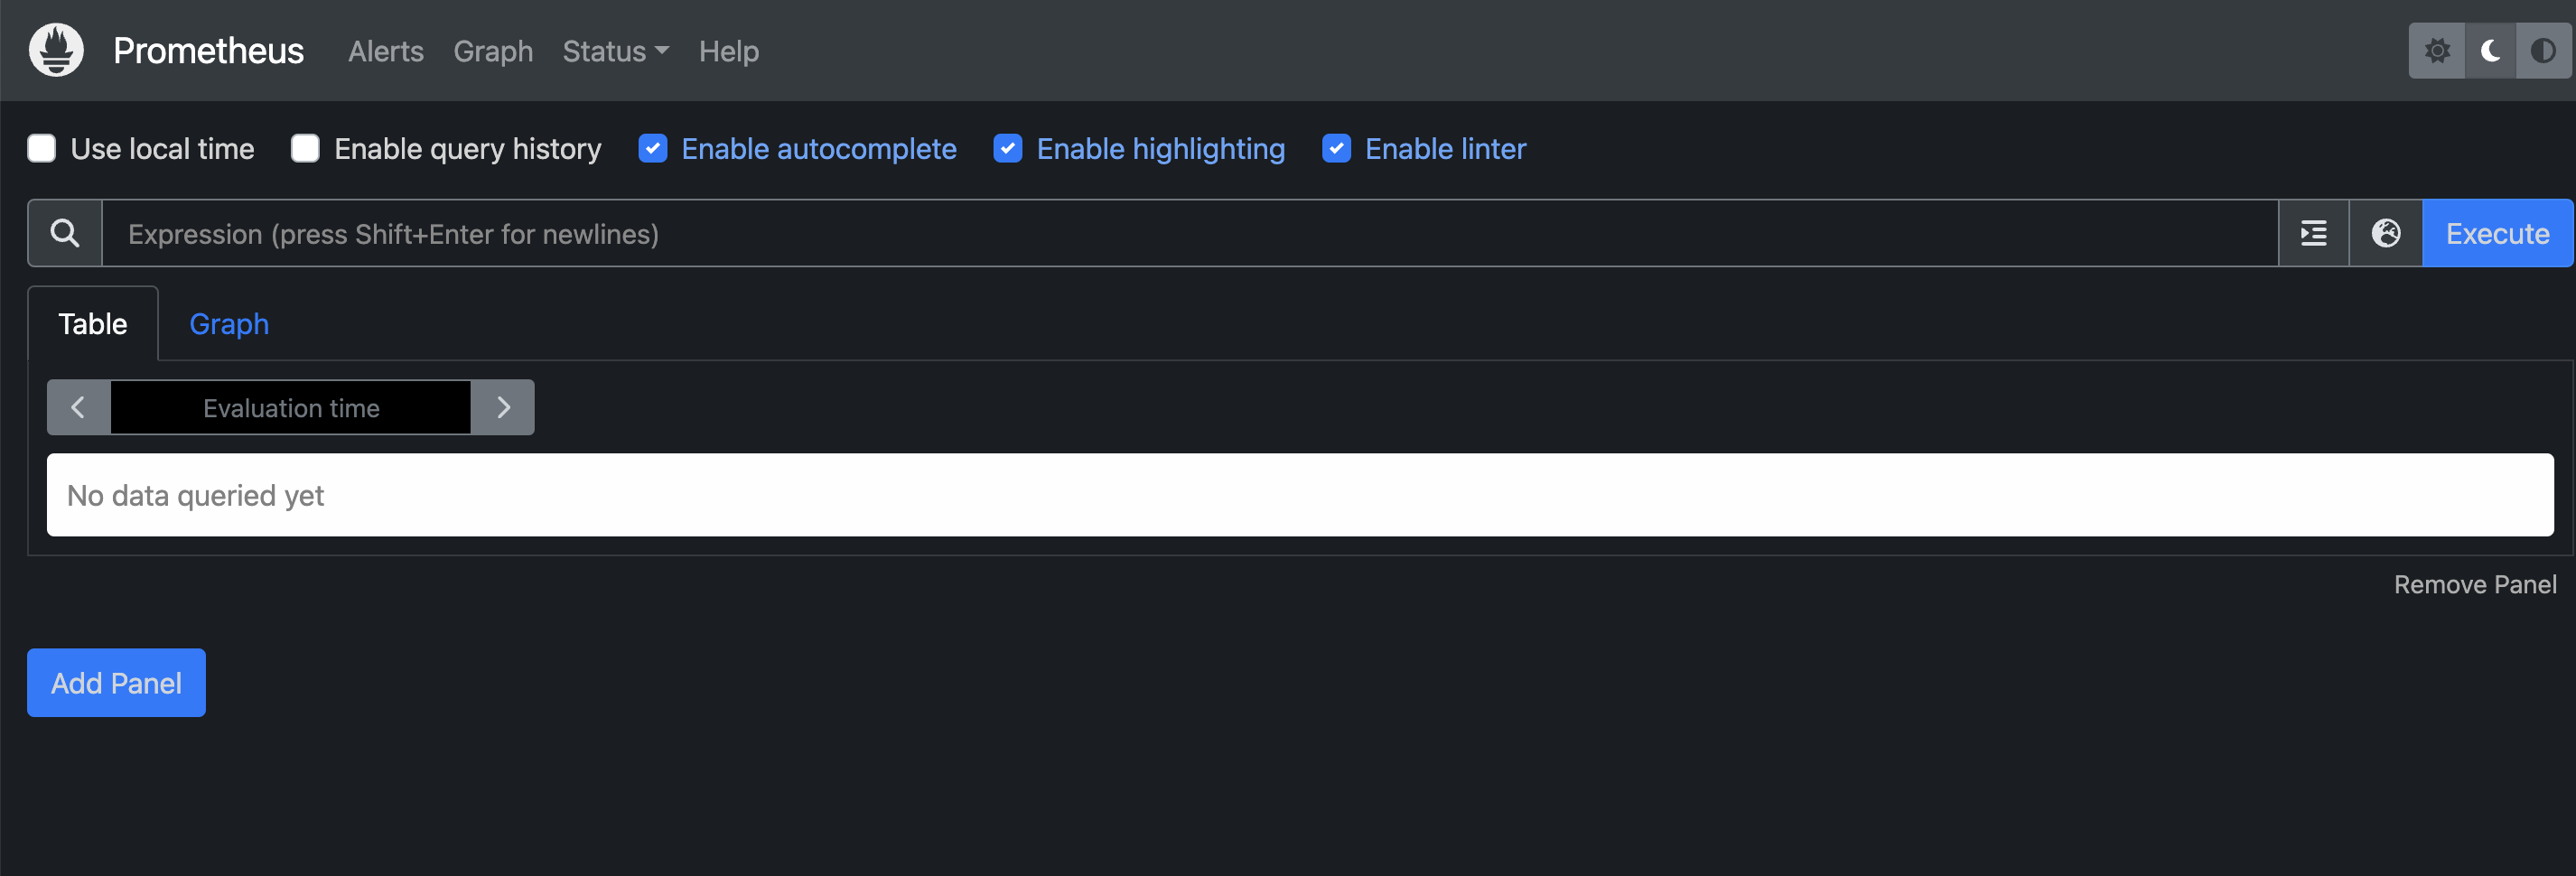 Prometheus Alerts Graph Status Help
Use local time Enable query history Enable autocomplete Enable highlighting Enable linter
Expression (press Shift+Enter for newlines) Execute
Table Graph
Evaluation time
No data queried yet
Remove Panel
Add Panel